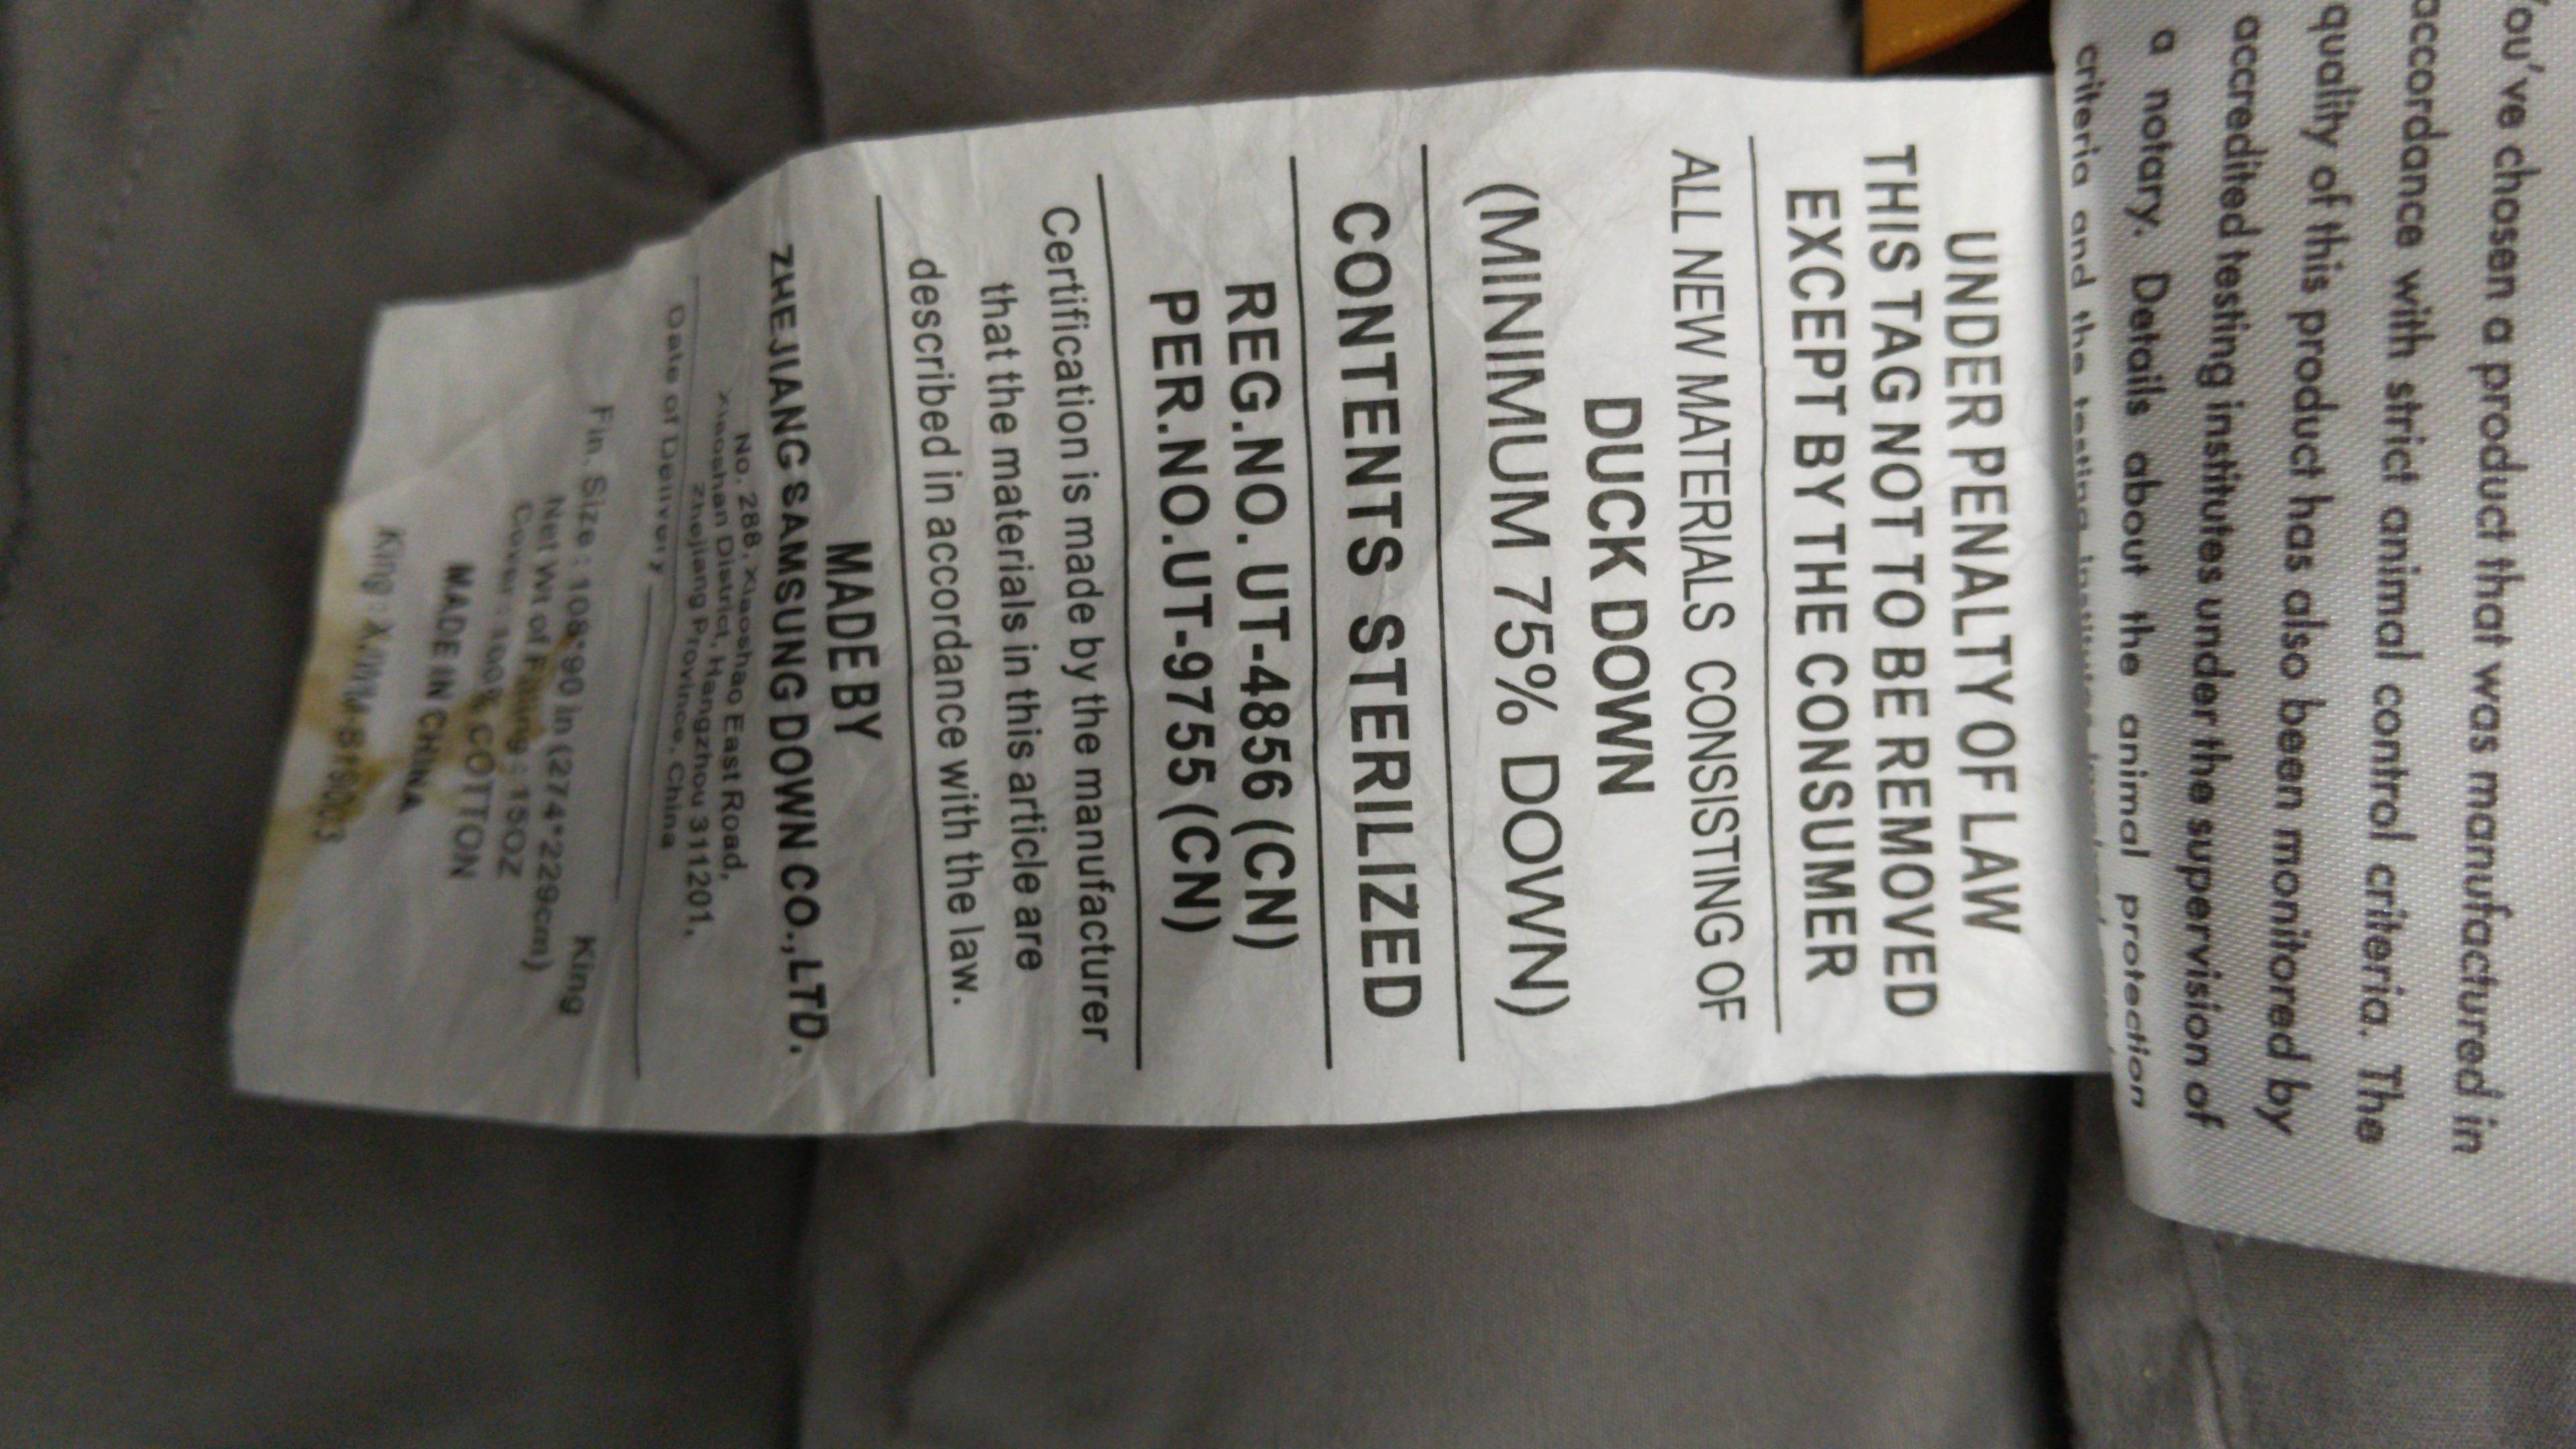 You've chosen a product that was manufactured in
accordance with strict animal control criteria. The
quality of this product has also been monitored by
accredited testing institutes under the supervision of
a notary. Details about the animal protection
criteria and the testing
UNDER PENALTY OF LAW
THIS TAG NOT TO BE REMOVED
EXCEPT BY THE CONSUMER
ALL NEW MATERIALS CONSISTING OF
DUCK DOWN
(MINIMUM 75% DOWN)
CONTENTS STERILIZED
REG.NO. UT-4856 (CN)
PER.NO.UT-9755 (CN)
Certification is made by the manufacturer
that the materials in this article are
described in accordance with the law.
MADE BY
ZHEJIANG SAMSUNG DOWN CO.,LTD.
No. 288, Xiaoshao East Road,
Xiaoshan District, Hangzhou 311201,
Zhejiang Province, China
Date of Delivery
King
Fin. Size : 108*90 in (274*229cm)
Net Wt of Filling : 15OZ
Cover : 100% COTTON
MADE IN CHINA
King :